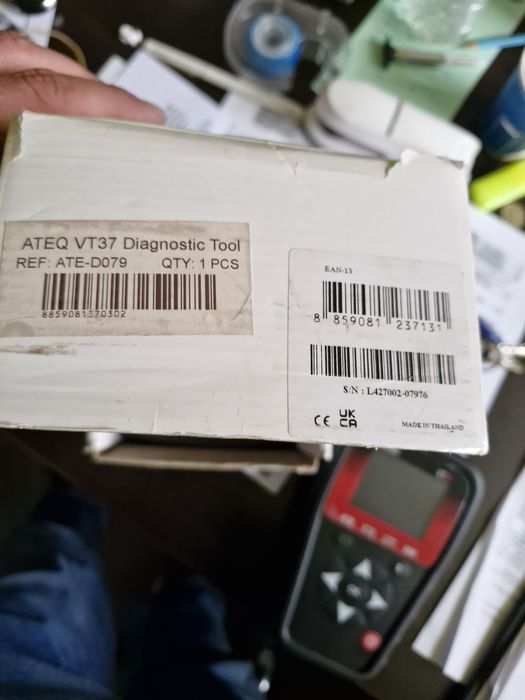 ATEQ VT37 Diagnostic Tool
REF: ATE-D079 QTY: 1 PCS
8859081370302
EAN-13
8 859081 237131
S/N : L427002-07976
CE UK CA
MADE IN THAILAND